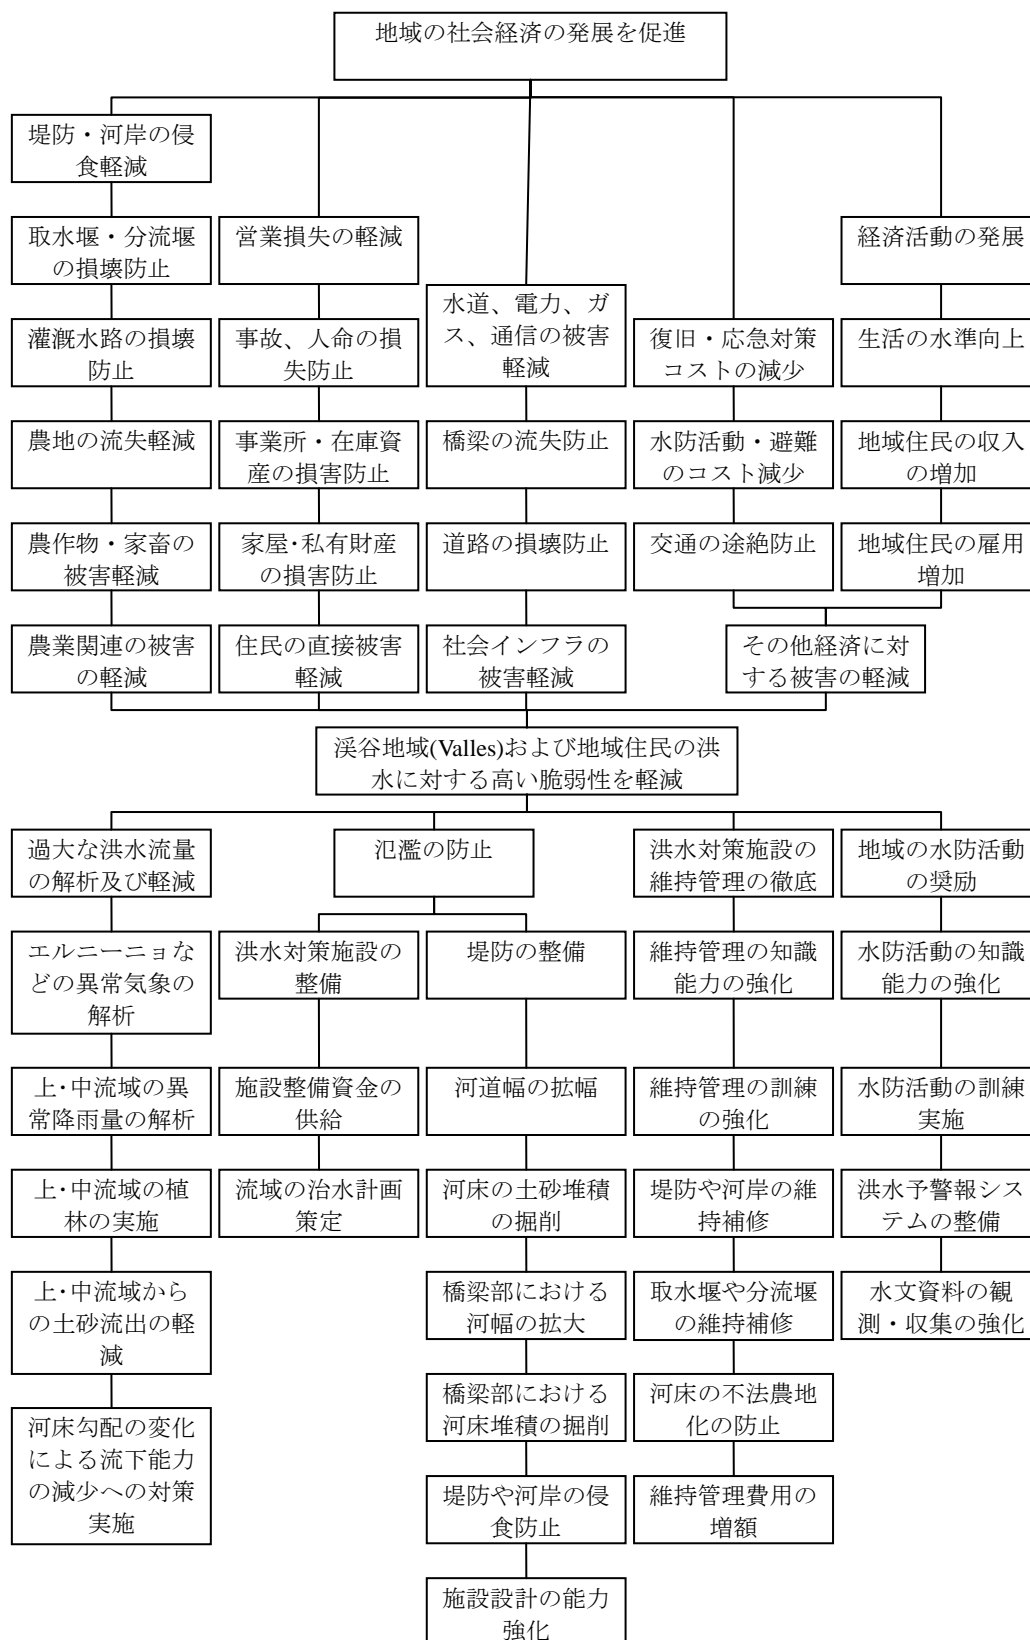 地域の社会経済の発展を促進
堤防・河岸の侵
食軽減
取水堰・分流堰
の損壊防止
営業損失の軽減
経済活動の発展
水道、電力、ガ
ス、通信の被害
軽減
灌漑水路の損壊
防止
事故、人命の損
失防止
復旧・応急対策
コストの減少
生活の水準向上
農地の流失軽減
事業所・在庫資
産の損害防止
橋梁の流失防止
水防活動・避難
のコスト減少
地域住民の収入
の増加
農作物・家畜の
被害軽減
家屋・私有財産
の損害防止
道路の損壊防止
交通の途絶防止
地域住民の雇用
増加
農業関連の被害
の軽減
住民の直接被害
軽減
社会インフラの
被害軽減
その他経済に対
する被害の軽減
渓谷地域(Valles)および地域住民の洪
水に対する高い脆弱性を軽減
過大な洪水流量
の解析及び軽減
氾濫の防止
洪水対策施設の
維持管理の徹底
地域の水防活動
の奨励
エルニーニョな
どの異常気象の
解析
洪水対策施設の
整備
堤防の整備
維持管理の知識
能力の強化
水防活動の知識
能力の強化
上・中流域の異
常降雨量の解析
施設整備資金の
供給
河道幅の拡幅
維持管理の訓練
の強化
水防活動の訓練
実施
上・中流域の植
林の実施
流域の治水計画
策定
河床の土砂堆積
の掘削
堤防や河岸の維
持補修
洪水予警報シス
テムの整備
上・中流域から
の土砂流出の軽
減
橋梁部における
河幅の拡大
取水堰や分流堰
の維持補修
水文資料の観
測・収集の強化
河床勾配の変化
による流下能力
の減少への対策
実施
橋梁部における
河床堆積の掘削
河床の不法農地
化の防止
堤防や河岸の侵
食防止
維持管理費用の
増額
施設設計の能力
強化